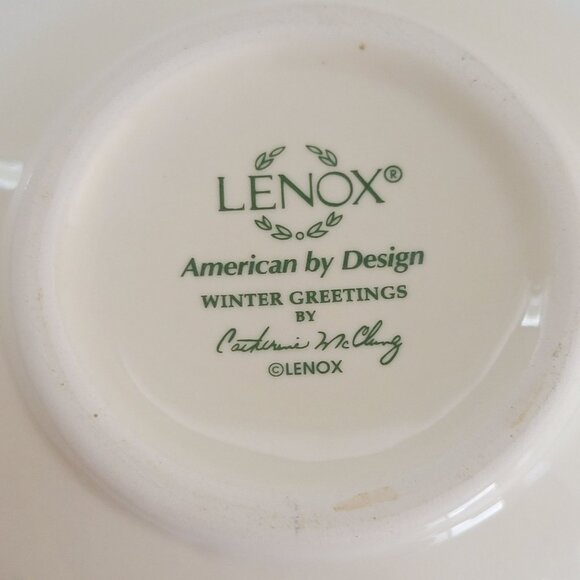 LENOX®
American by Design
WINTER GREETINGS
BY
Catherine McClung
©LENOX